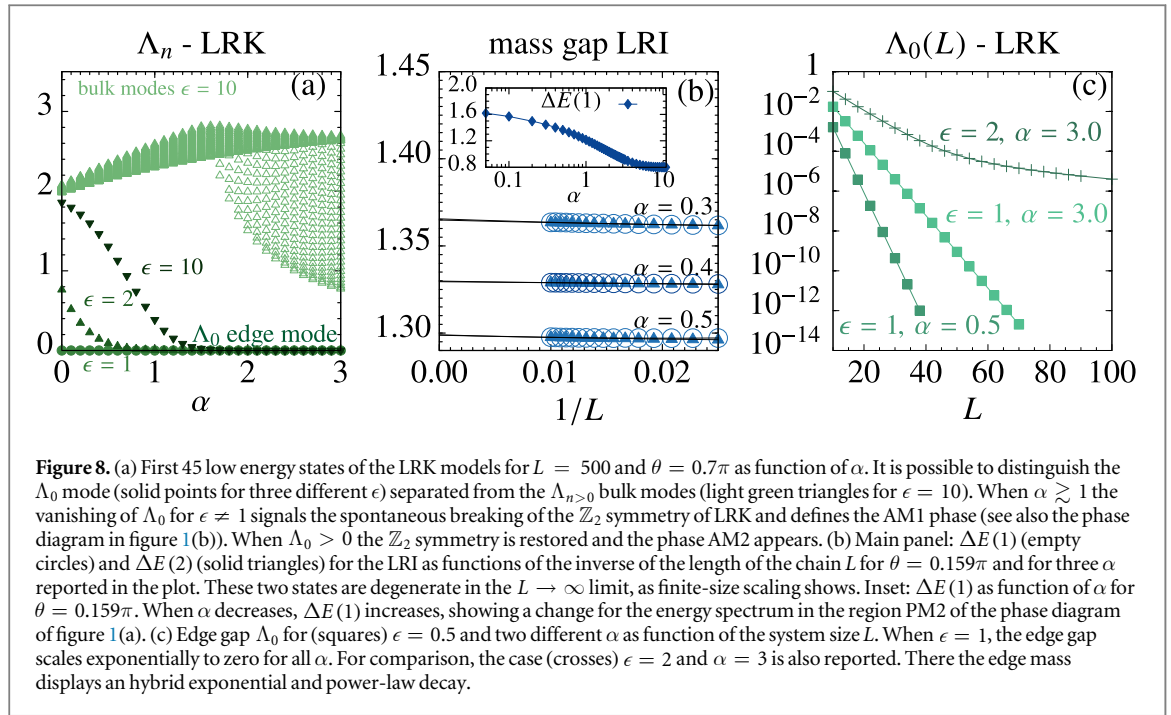 Λₙ - LRK
mass gap LRI
Λ₀(L) - LRK
(a)
bulk modes ϵ = 10
3
2
1
0
ϵ = 10
ϵ = 2
Λ₀ edge mode
ϵ = 1
0
1
2
3
α
(b)
1.45
1.40
1.35
1.30
2.0
1.6
1.2
0.8
ΔE(1)
0.1
1
10
α
α = 0.3
α = 0.4
α = 0.5
0.00
0.01
0.02
1/L
(c)
1
10⁻²
10⁻⁴
10⁻⁶
10⁻⁸
10⁻¹⁰
10⁻¹²
10⁻¹⁴
ϵ = 2, α = 3.0
ϵ = 1, α = 3.0
ϵ = 1, α = 0.5
20
40
60
80
100
L
Figure 8. (a) First 45 low energy states of the LRK models for L = 500 and θ = 0.7π as function of α. It is possible to distinguish the
Λ₀ mode (solid points for three different ϵ) separated from the Λₙ>₀ bulk modes (light green triangles for ϵ = 10). When α ≳ 1 the
vanishing of Λ₀ for ϵ ≠ 1 signals the spontaneous breaking of the ℤ₂ symmetry of LRK and defines the AM1 phase (see also the phase
diagram in figure 1(b)). When Λ₀ > 0 the ℤ₂ symmetry is restored and the phase AM2 appears. (b) Main panel: ΔE(1) (empty
circles) and ΔE(2) (solid triangles) for the LRI as functions of the inverse of the length of the chain L for θ = 0.159π and for three α
reported in the plot. These two states are degenerate in the L → ∞ limit, as finite-size scaling shows. Inset: ΔE(1) as function of α for
θ = 0.159π. When α decreases, ΔE(1) increases, showing a change for the energy spectrum in the region PM2 of the phase diagram
of figure 1(a). (c) Edge gap Λ₀ for (squares) ϵ = 0.5 and two different α as function of the system size L. When ϵ = 1, the edge gap
scales exponentially to zero for all α. For comparison, the case (crosses) ϵ = 2 and α = 3 is also reported. There the edge mass
displays an hybrid exponential and power-law decay.